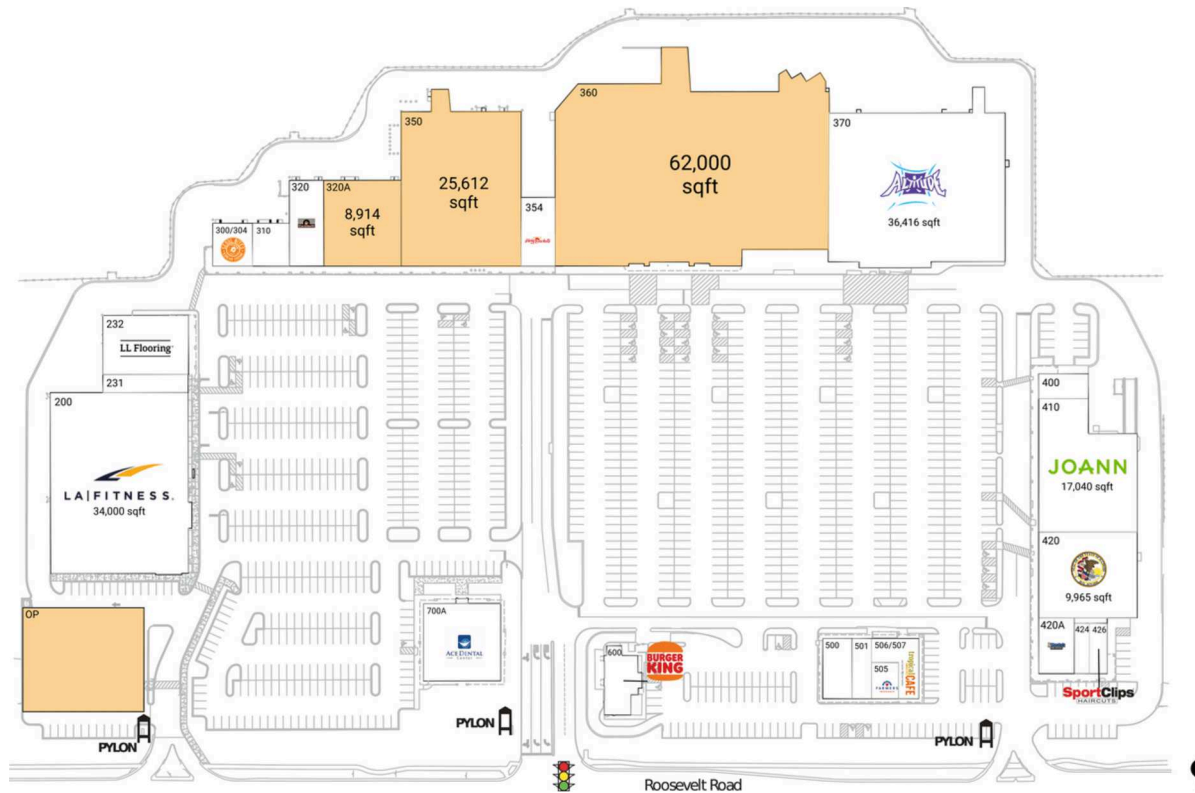 360
350
370
62,000
sqft
25,612
sqft
ALTITUDE
36,416 sqft
320
320A
8,914
sqft
354
300/304
310
232
LL Flooring
231
200
LA|FITNESS.
34,000 sqft
400
410
JOANN
17,040 sqft
420
9,965 sqft
OP
700A
ACE DENTAL
420A
424
426
600
BURGER
KING
500
501
506/507
505
FARMERS
CAFE
SportClips
HAIRCUTS
PYLON
PYLON
PYLON
Roosevelt Road